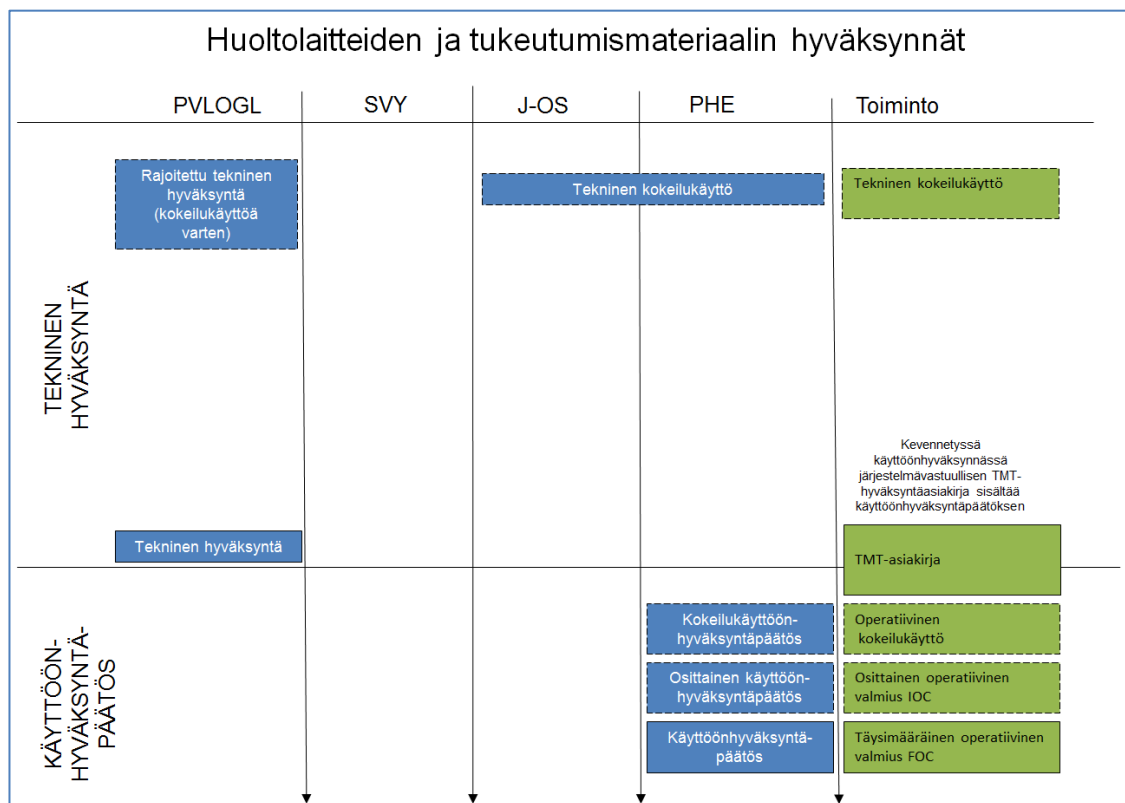 Huoltolaitteiden ja tukeutumismateriaalin hyväksynnät
PVLOGL
SVY
J-OS
PHE
Toiminto
TEKNINEN
HYVÄKSYNTÄ
Rajoitettu tekninen
hyväksyntä
(kokeilukäyttöä
varten)
Tekninen kokeilukäyttö
Tekninen kokeilukäyttö
Kevennetyssä
käyttöönhyväksynnässä
järjestelmävastuullisen TMT-
hyväksyntäasiakirja sisältää
käyttöönhyväksyntäpäätöksen
Tekninen hyväksyntä
TMT-asiakirja
KÄYTTÖÖN-
HYVÄKSYNTÄ-
PÄÄTÖS
Kokeilukäyttöön-
hyväksyntäpäätös
Operatiivinen
kokeilukäyttö
Osittainen käyttöön-
hyväksyntäpäätös
Osittainen operatiivinen
valmius IOC
Käyttöönhyväksyntä-
päätös
Täysimääräinen operatiivinen
valmius FOC